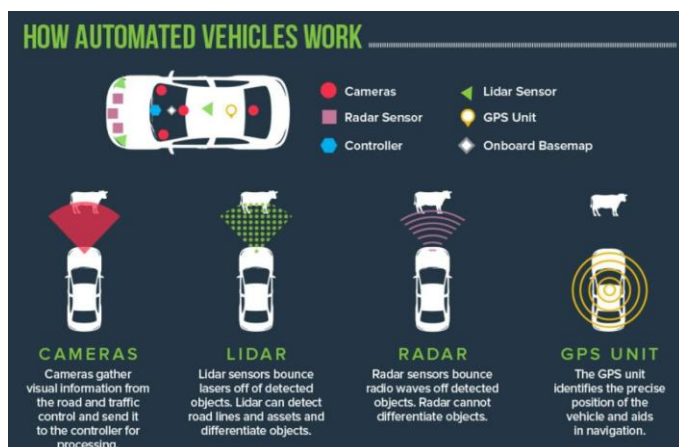 HOW AUTOMATED VEHICLES WORK
Cameras
Lidar Sensor
Radar Sensor
GPS Unit
Controller
Onboard Basemap
CAMERAS
Cameras gather
visual information from
the road and traffic
control and send it
to the controller for
processing.
LIDAR
Lidar sensors bounce
lasers off of detected
objects. Lidar can detect
road lines and assets and
differentiate objects.
RADAR
Radar sensors bounce
radio waves off detected
objects. Radar cannot
differentiate objects.
GPS UNIT
The GPS unit
identifies the precise
position of the
vehicle and aids
in navigation.